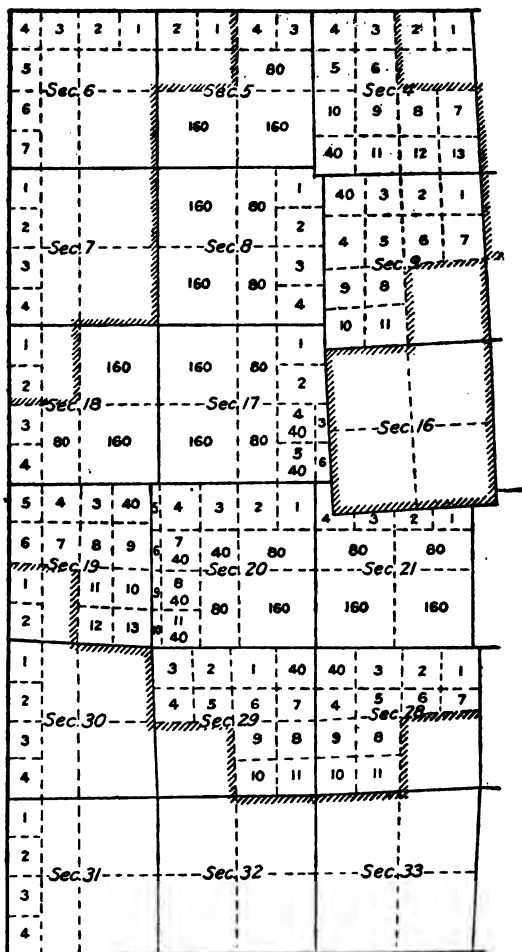 4 3 2 1 2 1 4 3 4 3 2 1
5 80 5 6
Sec. 6 Sec. 5 Sec. 4
6 160 160 10 9 8 7
7 40 11 12 13
1 160 80 1 40 3 2 1
2 2
Sec. 7 Sec. 8 4 5 6 7
Sec. 9
3 160 80 3 9 8
4 4 10 11
1 160 160 80 1
2 2
Sec. 18 Sec. 17 Sec. 16
3 80 160 160 80 4 40 3
4 5 40 6
5 4 3 40 5 4 3 2 1 4 3 2 1
6 7 8 9 6 7 40 40 80 80 80
Sec. 19 Sec. 20 Sec. 21
1 11 10 9 8 40 80 160 160 160
2 12 13 10 11 40
1 3 2 1 40 40 3 2 1
2 4 5 6 7 4 5 6 7
Sec. 30 Sec. 29 Sec. 28
3 9 8 9 8
4 10 11 10 11
1
2
Sec. 31 Sec. 32 Sec. 33
3
4